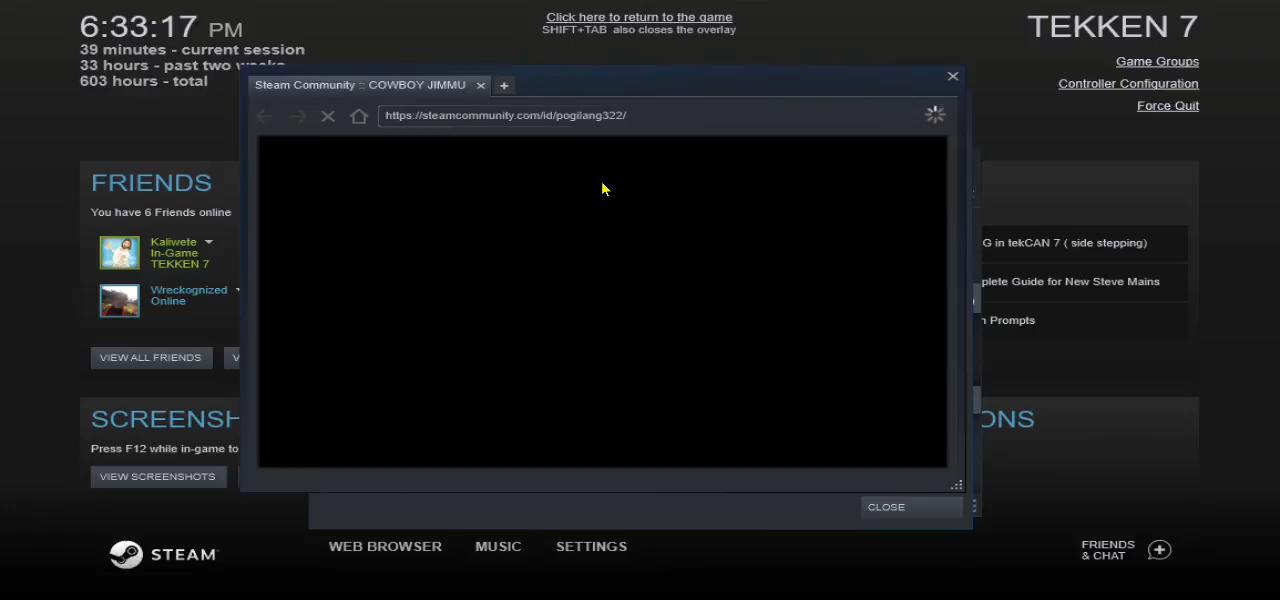 6:33:17 PM
39 minutes - current session
33 hours - past two weeks
603 hours - total
Click here to return to the game
SHIFT+TAB also closes the overlay
TEKKEN 7
Game Groups
Controller Configuration
Force Quit
Steam Community :: COWBOY JIMMU
https://steamcommunity.com/id/pogilang322/
FRIENDS
You have 6 Friends online
Kaliwete
In-Game
TEKKEN 7
Wreckognized
Online
VIEW ALL FRIENDS
V
G in tekCAN 7 ( side stepping)
plete Guide for New Steve Mains
n Prompts
SCREENSH
Press F12 while in-game to
VIEW SCREENSHOTS
ONS
CLOSE
STEAM
WEB BROWSER
MUSIC
SETTINGS
FRIENDS
& CHAT